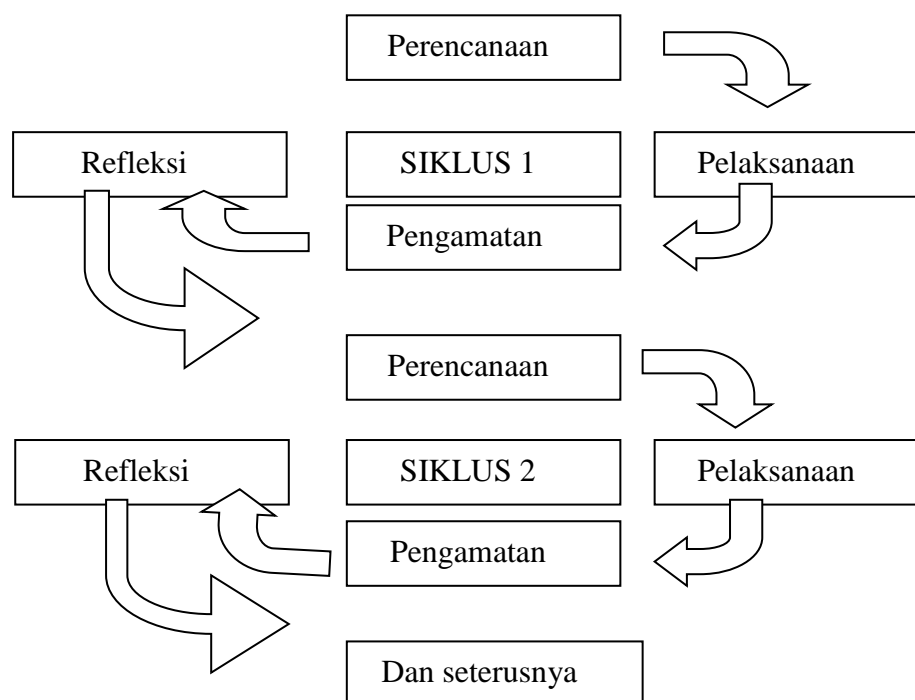 Perencanaan
Refleksi
SIKLUS 1
Pelaksanaan
Pengamatan
Perencanaan
Refleksi
SIKLUS 2
Pelaksanaan
Pengamatan
Dan seterusnya